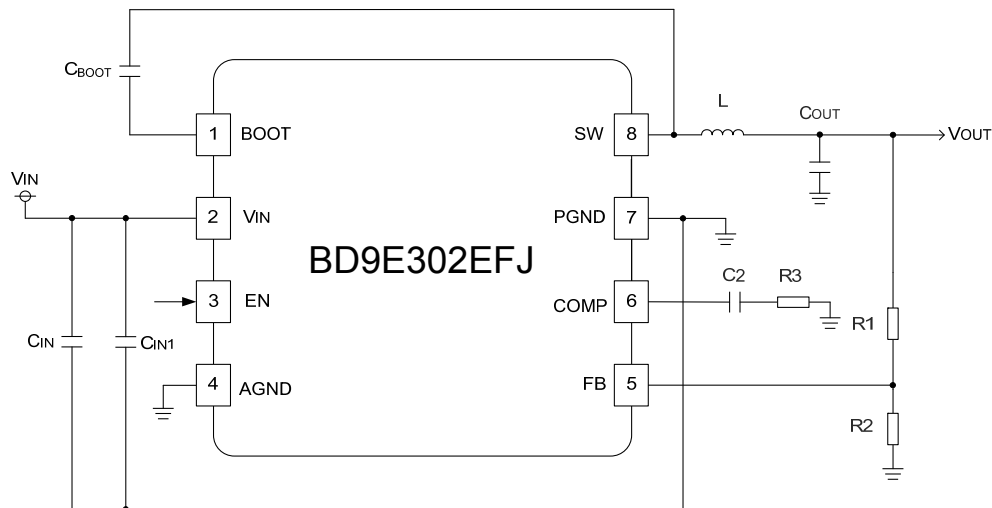 CBOOT
1 BOOT
SW 8
L
COUT
VOUT
VIN
2 VIN
PGND 7
BD9E302EFJ
3 EN
COMP 6
C2
R3
CIN
CIN1
R1
4 AGND
FB 5
R2